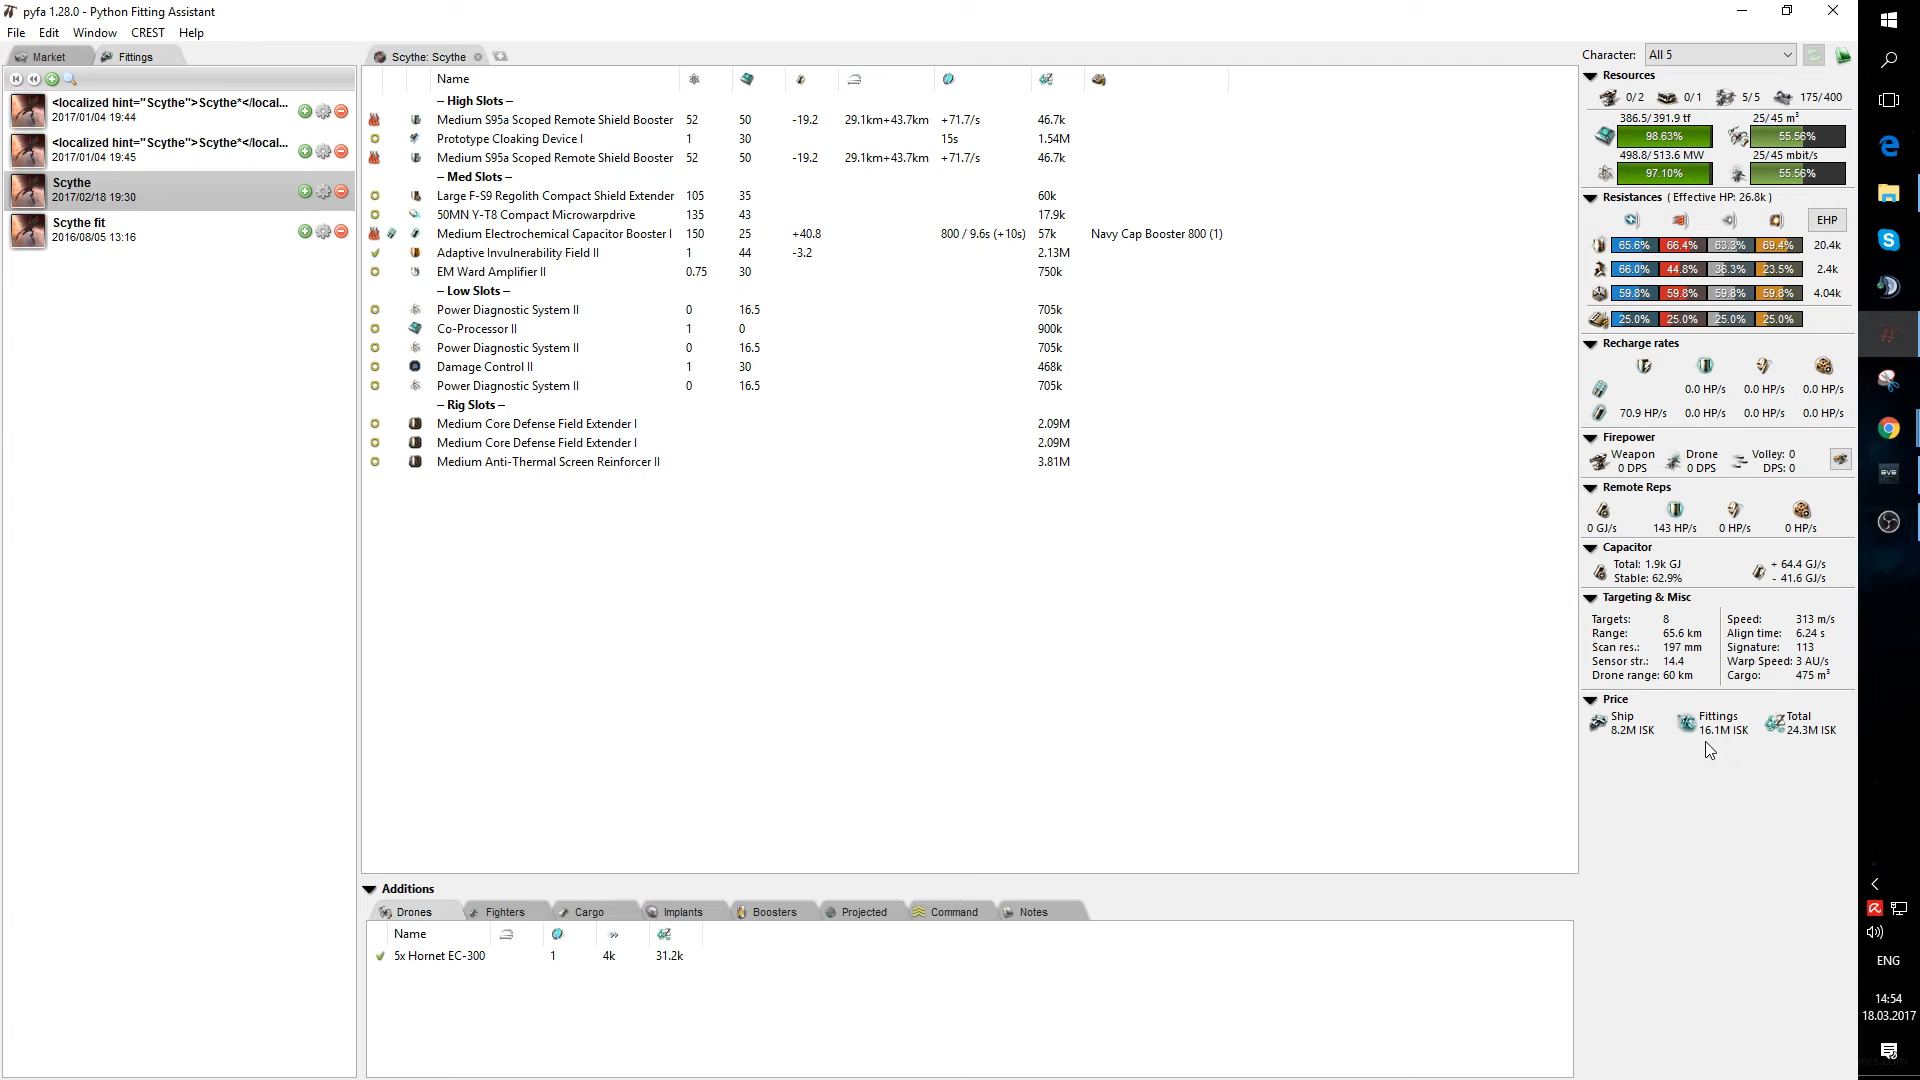 pyfa 1.28.0 - Python Fitting Assistant
File Edit Window CREST Help
Market Fittings
<localized hint="Scythe">Scythe*</local...
2017/01/04 19:44
<localized hint="Scythe">Scythe*</local...
2017/01/04 19:45
Scythe
2017/02/18 19:30
Scythe fit
2016/08/05 13:16
Scythe: Scythe
Name
– High Slots –
Medium S95a Scoped Remote Shield Booster 52 50 -19.2 29.1km+43.7km +71.7/s 46.7k
Prototype Cloaking Device I 1 30 15s 1.54M
Medium S95a Scoped Remote Shield Booster 52 50 -19.2 29.1km+43.7km +71.7/s 46.7k
– Med Slots –
Large F-S9 Regolith Compact Shield Extender 105 35 60k
50MN Y-T8 Compact Microwarpdrive 135 43 17.9k
Medium Electrochemical Capacitor Booster I 150 25 +40.8 800 / 9.6s (+10s) 57k Navy Cap Booster 800 (1)
Adaptive Invulnerability Field II 1 44 -3.2 2.13M
EM Ward Amplifier II 0.75 30 750k
– Low Slots –
Power Diagnostic System II 0 16.5 705k
Co-Processor II 1 0 900k
Power Diagnostic System II 0 16.5 705k
Damage Control II 1 30 468k
Power Diagnostic System II 0 16.5 705k
– Rig Slots –
Medium Core Defense Field Extender I 2.09M
Medium Core Defense Field Extender I 2.09M
Medium Anti-Thermal Screen Reinforcer II 3.81M
Additions
Drones Fighters Cargo Implants Boosters Projected Command Notes
Name
5x Hornet EC-300 1 4k 31.2k
Character: All 5
Resources
0/2 0/1 5/5 175/400
386.5/391.9 tf 25/45 m³
98.63% 55.56%
498.8/513.6 MW 25/45 mbit/s
97.10% 55.56%
Resistances ( Effective HP: 26.8k )
EHP
65.6% 66.4% 63.3% 69.4% 20.4k
66.0% 44.8% 36.3% 23.5% 2.4k
59.8% 59.8% 59.8% 59.8% 4.04k
25.0% 25.0% 25.0% 25.0%
Recharge rates
0.0 HP/s 0.0 HP/s 0.0 HP/s
70.9 HP/s 0.0 HP/s 0.0 HP/s 0.0 HP/s
Firepower
Weapon Drone Volley: 0
0 DPS 0 DPS DPS: 0
Remote Reps
0 GJ/s 143 HP/s 0 HP/s 0 HP/s
Capacitor
Total: 1.9k GJ + 64.4 GJ/s
Stable: 62.9% - 41.6 GJ/s
Targeting & Misc
Targets: 8 Speed: 313 m/s
Range: 65.6 km Align time: 6.24 s
Scan res.: 197 mm Signature: 113
Sensor str.: 14.4 Warp Speed: 3 AU/s
Drone range: 60 km Cargo: 475 m³
Price
Ship Fittings Total
8.2M ISK 16.1M ISK 24.3M ISK
EVE
ENG
14:54
18.03.2017